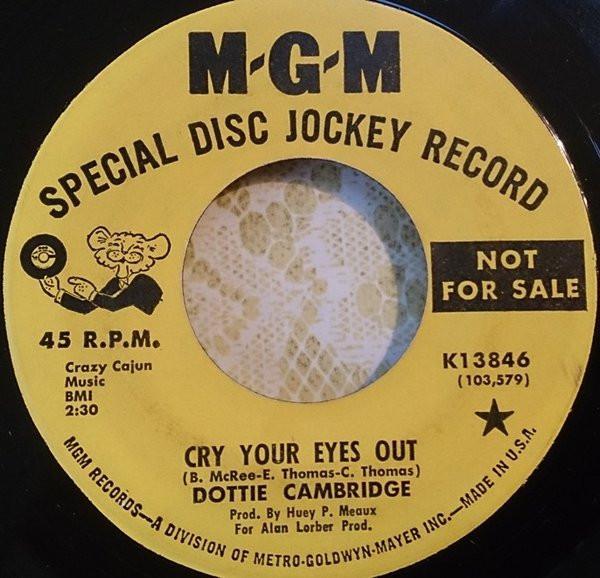 M-G-M
SPECIAL DISC JOCKEY RECORD
NOT
FOR SALE
45 R.P.M.
Crazy Cajun
Music
BMI
2:30
K13846
(103,579)
CRY YOUR EYES OUT
(B. McRee-E. Thomas-C. Thomas)
DOTTIE CAMBRIDGE
Prod. By Huey P. Meaux
For Alan Lorber Prod.
MGM RECORDS—A DIVISION OF METRO-GOLDWYN-MAYER INC.—MADE IN U.S.A.